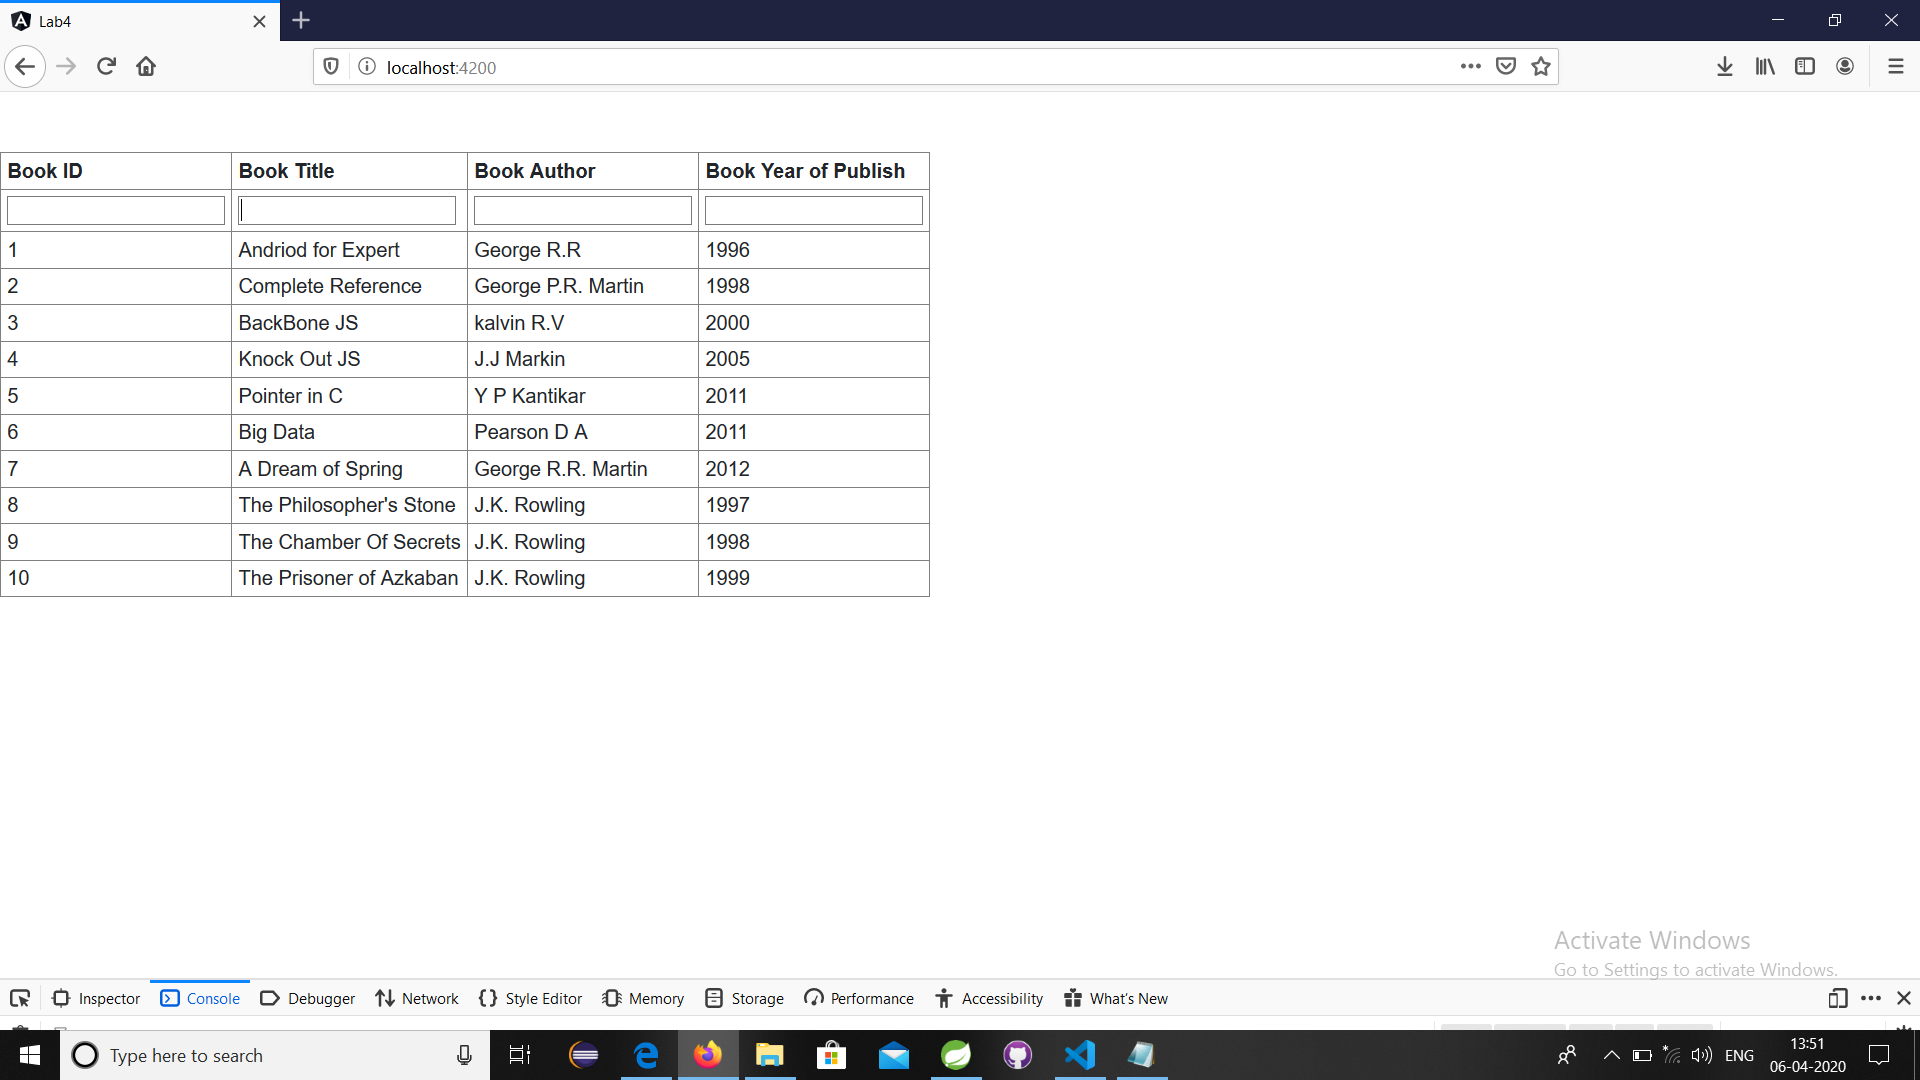 Lab4
localhost:4200
Book ID Book Title Book Author Book Year of Publish
1 Andriod for Expert George R.R 1996
2 Complete Reference George P.R. Martin 1998
3 BackBone JS kalvin R.V 2000
4 Knock Out JS J.J Markin 2005
5 Pointer in C Y P Kantikar 2011
6 Big Data Pearson D A 2011
7 A Dream of Spring George R.R. Martin 2012
8 The Philosopher's Stone J.K. Rowling 1997
9 The Chamber Of Secrets J.K. Rowling 1998
10 The Prisoner of Azkaban J.K. Rowling 1999
Activate Windows
Go to Settings to activate Windows.
Inspector Console Debugger Network Style Editor Memory Storage Performance Accessibility What's New
Type here to search
ENG
13:51
06-04-2020